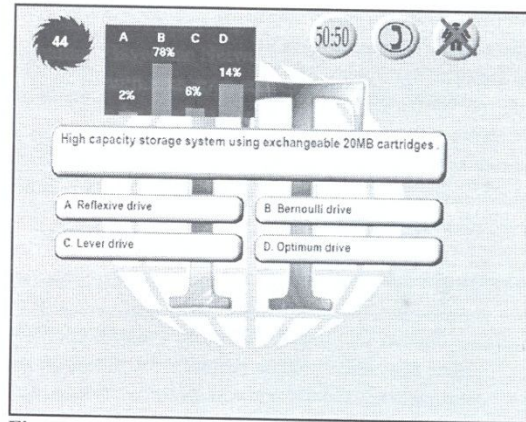 44
A B C D
78%
14%
6%
2%
50:50
High capacity storage system using exchangeable 20MB cartridges.
A Reflexive drive
B Bernoulli drive
C. Lever drive
D. Optimum drive